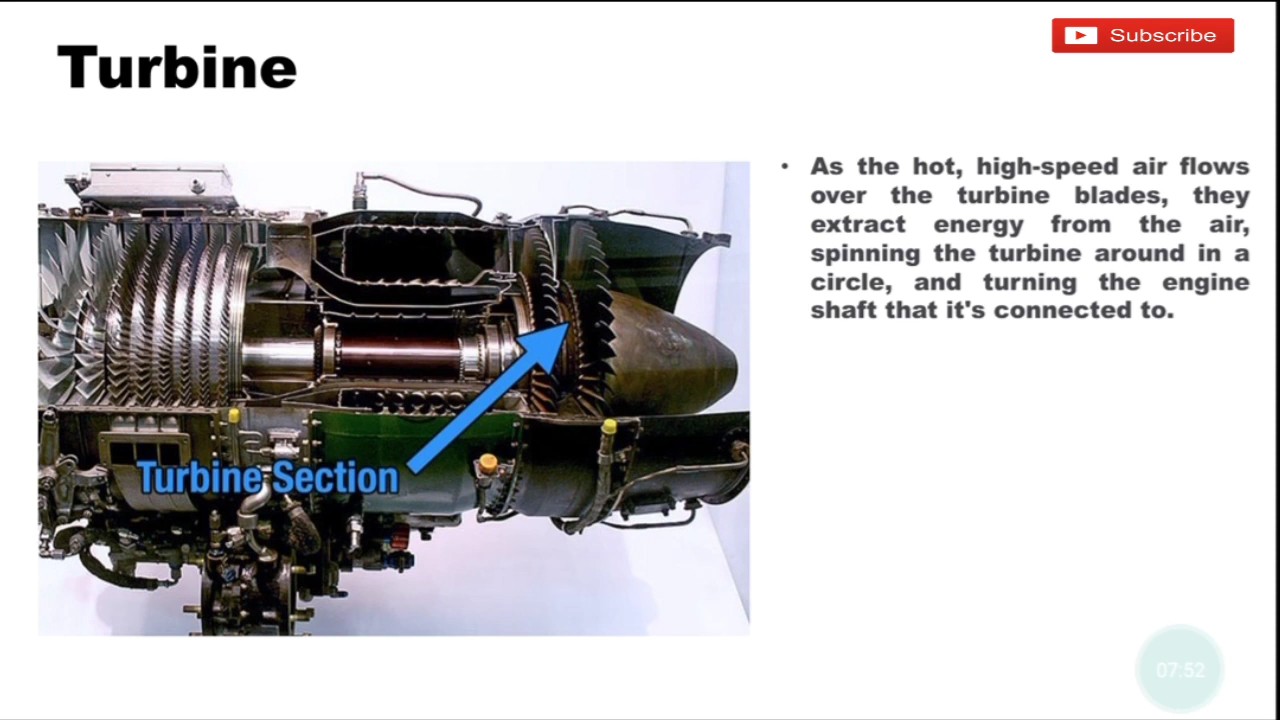 Turbine
Subscribe
• As the hot, high-speed air flows
over the turbine blades, they
extract energy from the air,
spinning the turbine around in a
circle, and turning the engine
shaft that it's connected to.
Turbine Section
07:52